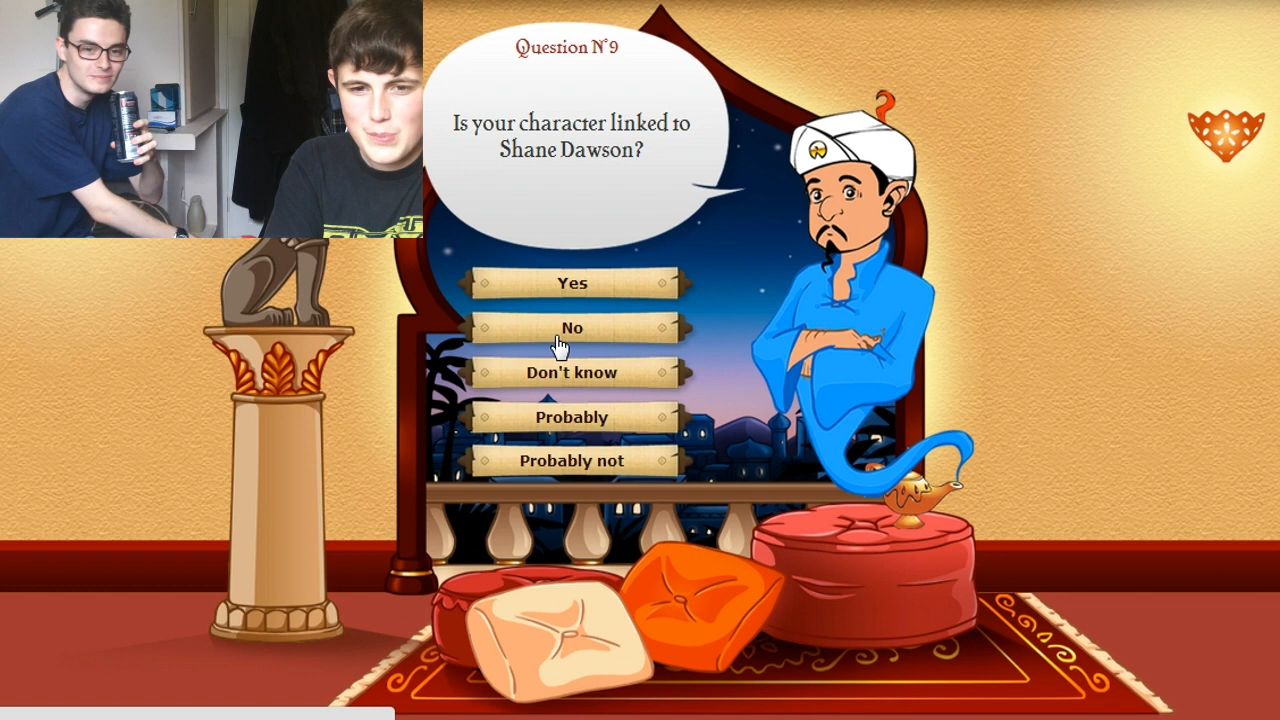 Question N°9
Is your character linked to
Shane Dawson?
Yes
No
Don't know
Probably
Probably not